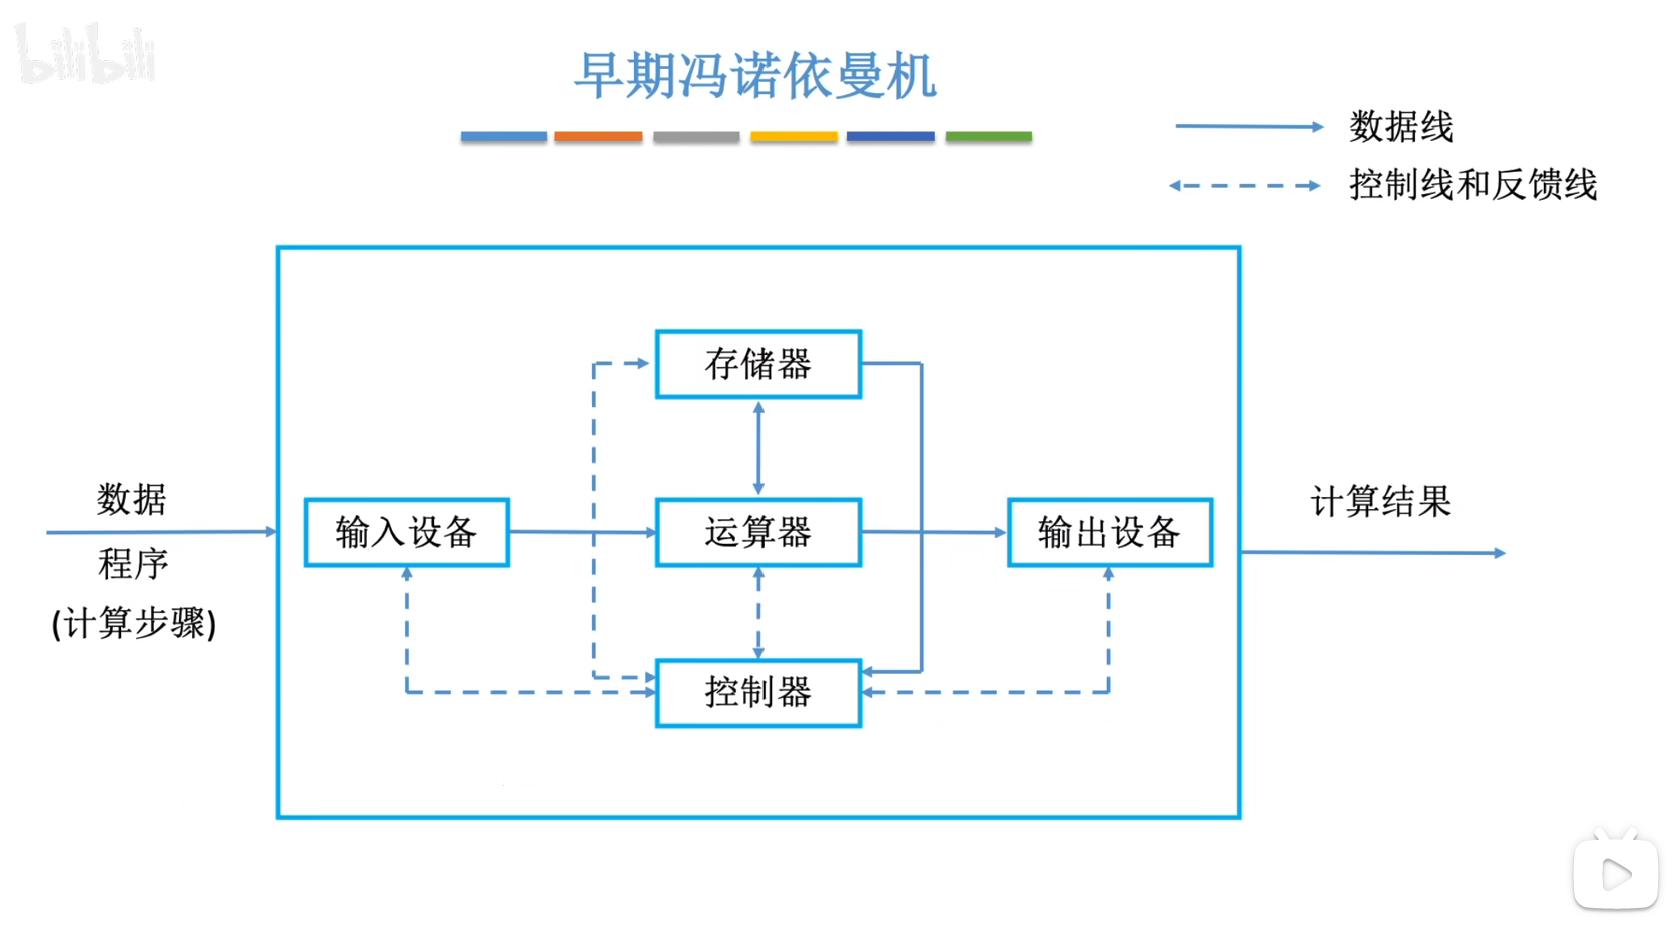 bilibili
早期冯诺依曼机
数据线
控制线和反馈线
存储器
数据
程序
(计算步骤)
输入设备
运算器
输出设备
计算结果
控制器